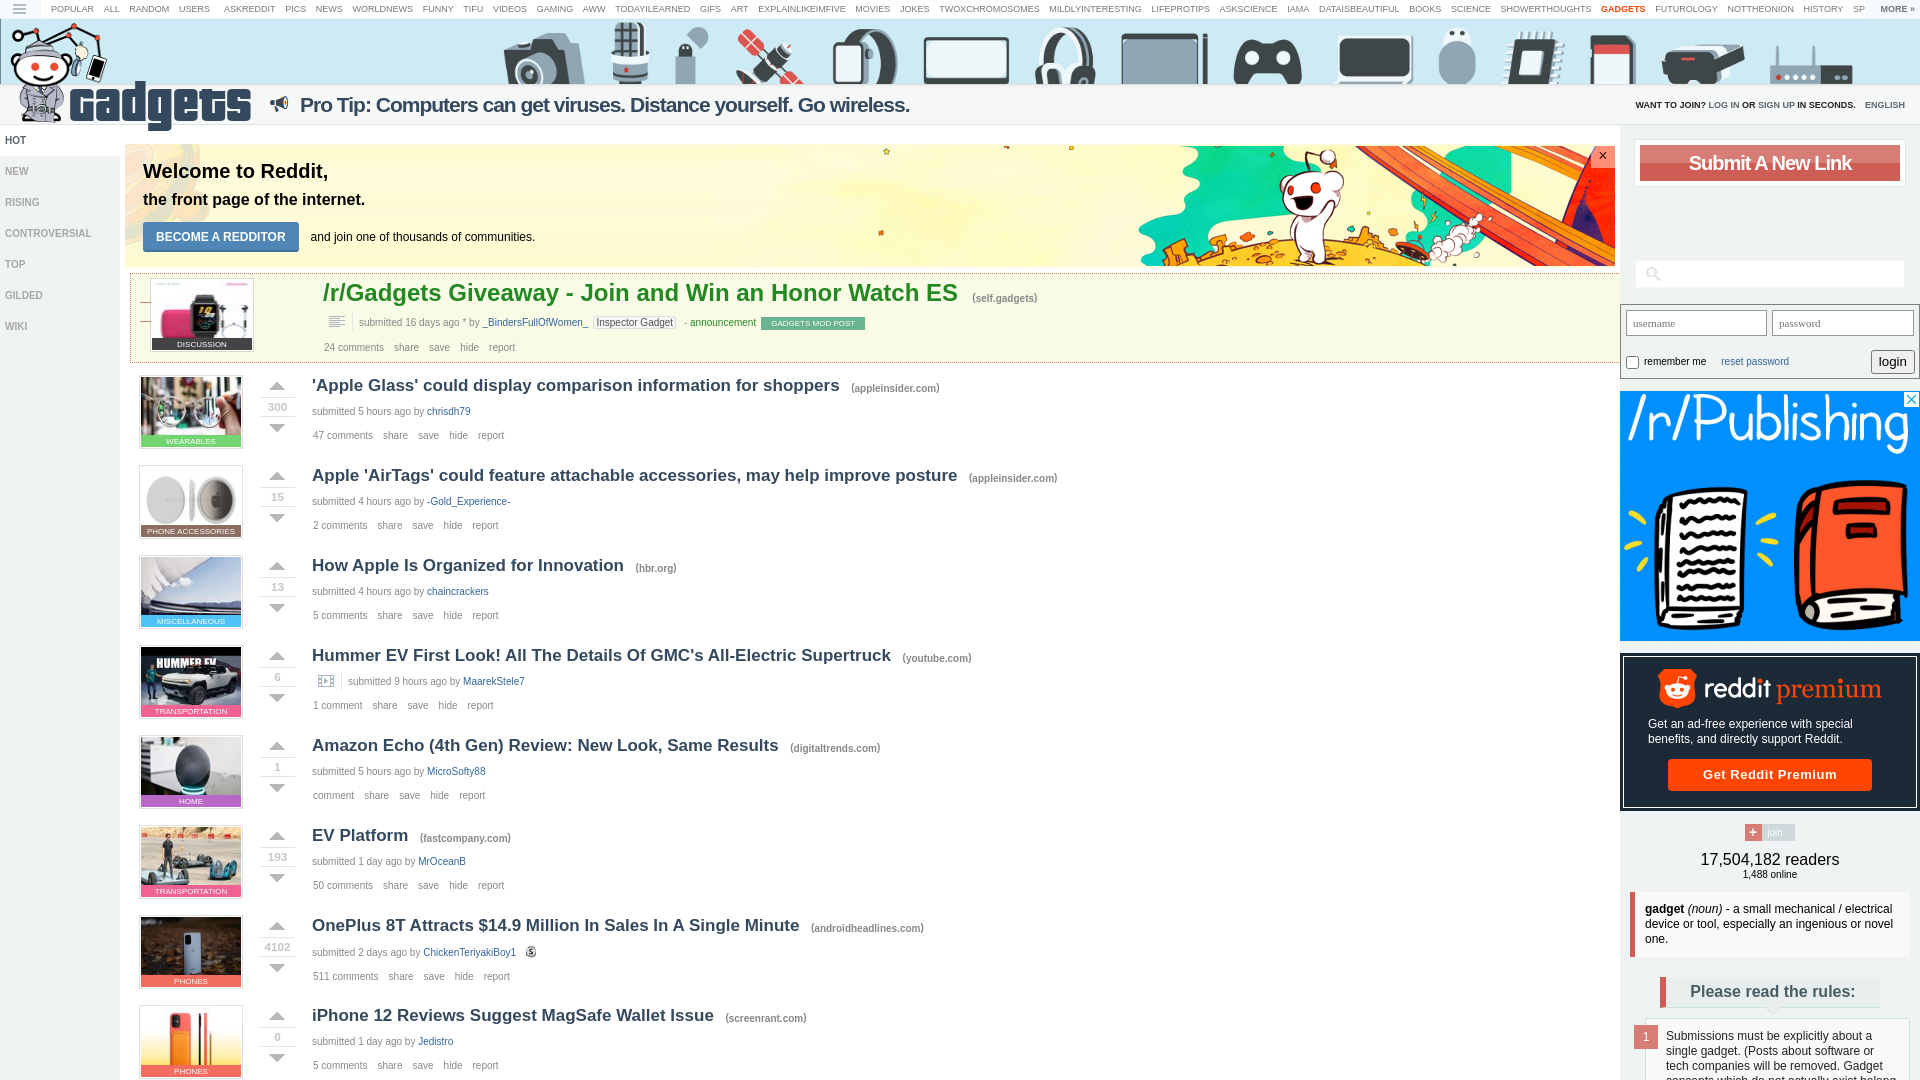 POPULAR ALL RANDOM USERS ASKREDDIT PICS NEWS WORLDNEWS FUNNY TIFU VIDEOS GAMING AWW TODAYILEARNED GIFS ART EXPLAINLIKEIMFIVE MOVIES JOKES TWOXCHROMOSOMES MILDLYINTERESTING LIFEPROTIPS ASKSCIENCE IAMA DATAISBEAUTIFUL BOOKS SCIENCE SHOWERTHOUGHTS GADGETS FUTUROLOGY NOTTHEONION HISTORY SP MORE »
Gadgets
Pro Tip: Computers can get viruses. Distance yourself. Go wireless.
WANT TO JOIN? LOG IN OR SIGN UP IN SECONDS. ENGLISH
HOT
NEW
RISING
CONTROVERSIAL
TOP
GILDED
WIKI
Welcome to Reddit,
the front page of the internet.
BECOME A REDDITOR and join one of thousands of communities.
×
DISCUSSION
/r/Gadgets Giveaway - Join and Win an Honor Watch ES (self.gadgets)
submitted 16 days ago * by _BindersFullOfWomen_ Inspector Gadget - announcement GADGETS MOD POST
24 comments share save hide report
WEARABLES
300
'Apple Glass' could display comparison information for shoppers (appleinsider.com)
submitted 5 hours ago by chrisdh79
47 comments share save hide report
PHONE ACCESSORIES
15
Apple 'AirTags' could feature attachable accessories, may help improve posture (appleinsider.com)
submitted 4 hours ago by -Gold_Experience-
2 comments share save hide report
MISCELLANEOUS
13
How Apple Is Organized for Innovation (hbr.org)
submitted 4 hours ago by chaincrackers
5 comments share save hide report
HUMMER EV
TRANSPORTATION
6
Hummer EV First Look! All The Details Of GMC's All-Electric Supertruck (youtube.com)
submitted 9 hours ago by MaarekStele7
1 comment share save hide report
HOME
1
Amazon Echo (4th Gen) Review: New Look, Same Results (digitaltrends.com)
submitted 5 hours ago by MicroSofty88
comment share save hide report
TRANSPORTATION
193
EV Platform (fastcompany.com)
submitted 1 day ago by MrOceanB
50 comments share save hide report
PHONES
4102
OnePlus 8T Attracts $14.9 Million In Sales In A Single Minute (androidheadlines.com)
submitted 2 days ago by ChickenTeriyakiBoy1
511 comments share save hide report
PHONES
0
iPhone 12 Reviews Suggest MagSafe Wallet Issue (screenrant.com)
submitted 1 day ago by Jedistro
5 comments share save hide report
Submit A New Link
username
password
remember me reset password login
/r/Publishing
reddit premium
Get an ad-free experience with special
benefits, and directly support Reddit.
Get Reddit Premium
+ join
17,504,182 readers
1,488 online
gadget (noun) - a small mechanical / electrical
device or tool, especially an ingenious or novel
one.
Please read the rules:
1
Submissions must be explicitly about a
single gadget. (Posts about software or
tech companies will be removed. Gadget
concepts which do not actually exist belong